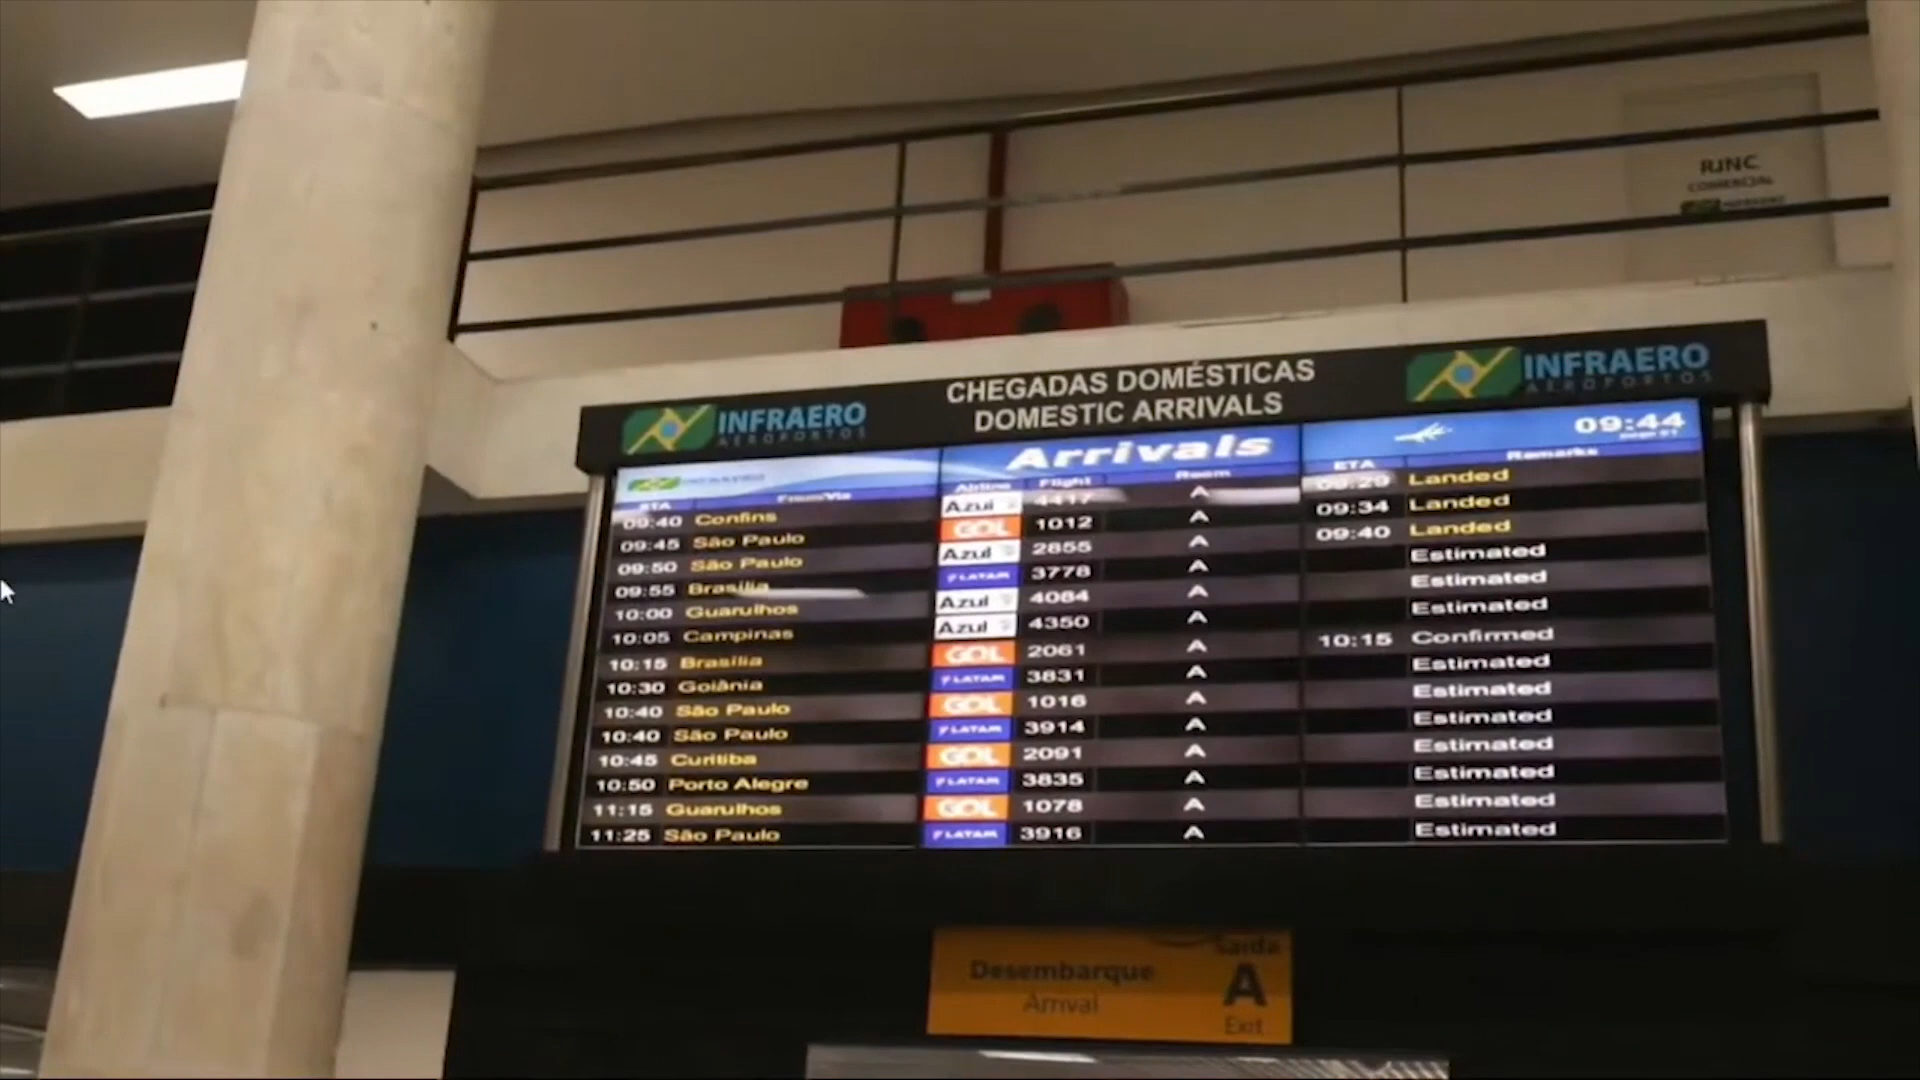 RJNC
COMERCIAL
INFRAERO
CHEGADAS DOMÉSTICAS
DOMESTIC ARRIVALS
INFRAERO
AEROPORTOS
INFRAERO
AEROPORTOS
Arrivals
09:44
ETA From/Via Airline Flight Room ETA Remarks
09:40 Confins Azul 4417 A 09:29 Landed
09:45 São Paulo GOL 1012 A 09:34 Landed
09:50 São Paulo Azul 2855 A 09:40 Landed
09:55 Brasília LATAM 3778 A Estimated
10:00 Guarulhos Azul 4084 A Estimated
10:05 Campinas Azul 4350 A Estimated
10:15 Brasília GOL 2061 A 10:15 Confirmed
10:30 Goiânia LATAM 3831 A Estimated
10:40 São Paulo GOL 1016 A Estimated
10:40 São Paulo LATAM 3914 A Estimated
10:45 Curitiba GOL 2091 A Estimated
10:50 Porto Alegre LATAM 3835 A Estimated
11:15 Guarulhos GOL 1078 A Estimated
11:25 São Paulo LATAM 3916 A Estimated
Desembarque
Arrival
Saída
A
Exit